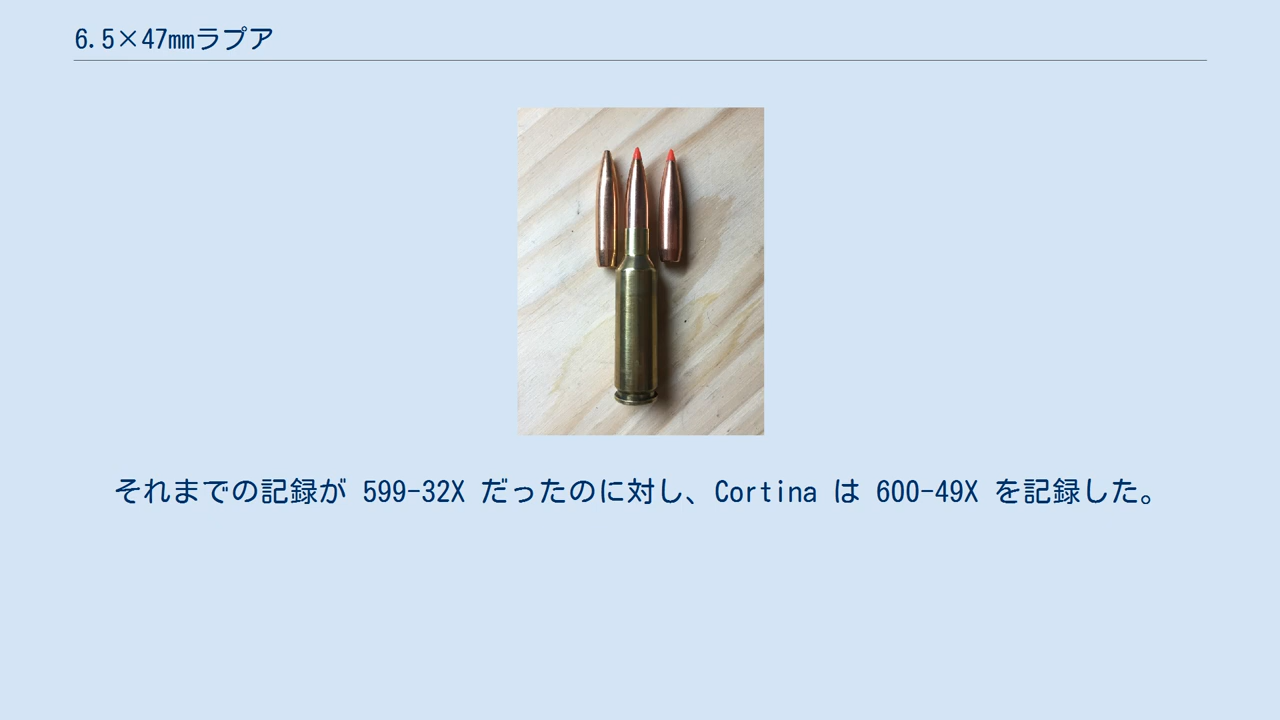 6.5×47mmラプア
それまでの記録が 599-32X だったのに対し、Cortina は 600-49X を記録した。